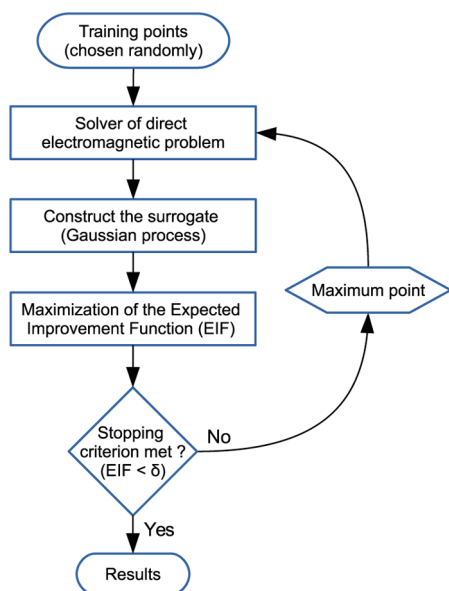 Training points
(chosen randomly)
Solver of direct
electromagnetic problem
Construct the surrogate
(Gaussian process)
Maximization of the Expected
Improvement Function (EIF)
Maximum point
Stopping
criterion met ?
(EIF < δ)
No
Yes
Results